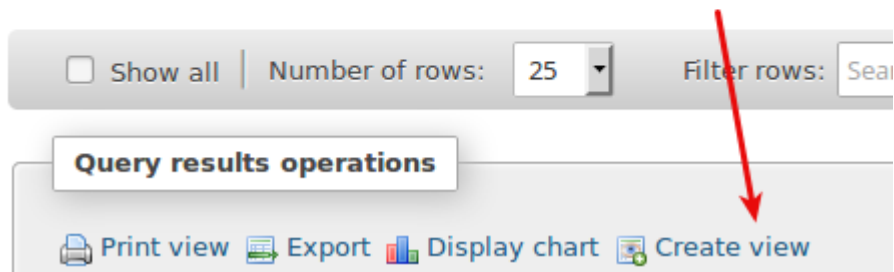 Show all Number of rows: 25 Filter rows:
Query results operations
Print view Export Display chart Create view